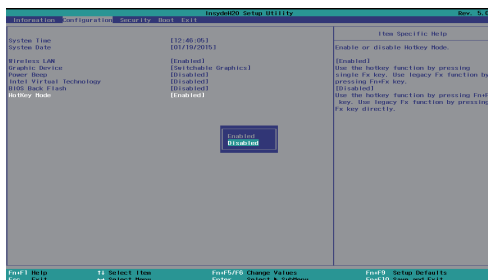 InsydeH20 Setup Utility Rev. 5.0
Information Configuration Security Boot Exit
Item Specific Help
System Time [12:46:05]
System Date [01/19/2015]
Enable or disable Hotkey Mode.
Wireless LAN [Enabled]
Graphic Device [Switchable Graphics]
Power Beep [Disabled]
Intel Virtual Technology [Disabled]
BIOS Back Flash [Disabled]
HotKey Mode [Enabled]
[Enabled]
Use the hotkey function by pressing
single Fx key. Use legacy Fx function by
pressing Fn+Fx key.
[Disabled]
Use the hotkey function by pressing Fn+F
key. Use legacy Fx function by pressing
Fx key directly.
Enabled
Disabled
Fn+F1 Help ↑↓ Select Item Fn+F5/F6 Change Values Fn+F9 Setup Defaults
Esc Exit ↔ Select Menu Enter Select ▶ SubMenu Fn+F10 Save and Exit